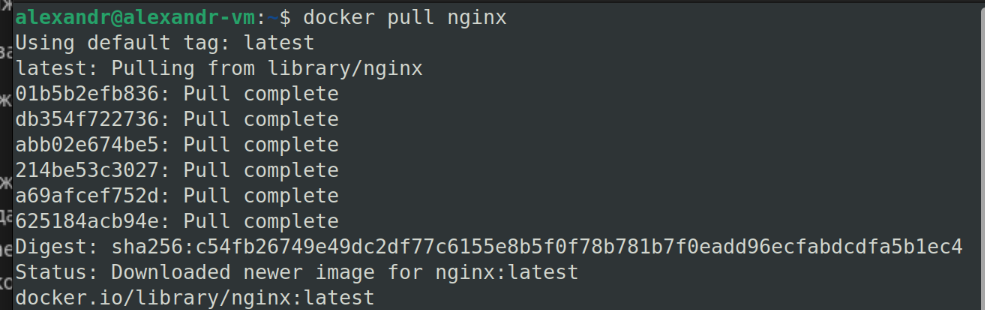 alexandr@alexandr-vm:~$ docker pull nginx
Using default tag: latest
latest: Pulling from library/nginx
01b5b2efb836: Pull complete
db354f722736: Pull complete
abb02e674be5: Pull complete
214be53c3027: Pull complete
a69afcef752d: Pull complete
625184acb94e: Pull complete
Digest: sha256:c54fb26749e49dc2df77c6155e8b5f0f78b781b7f0eadd96ecfabdcdfa5b1ec4
Status: Downloaded newer image for nginx:latest
docker.io/library/nginx:latest